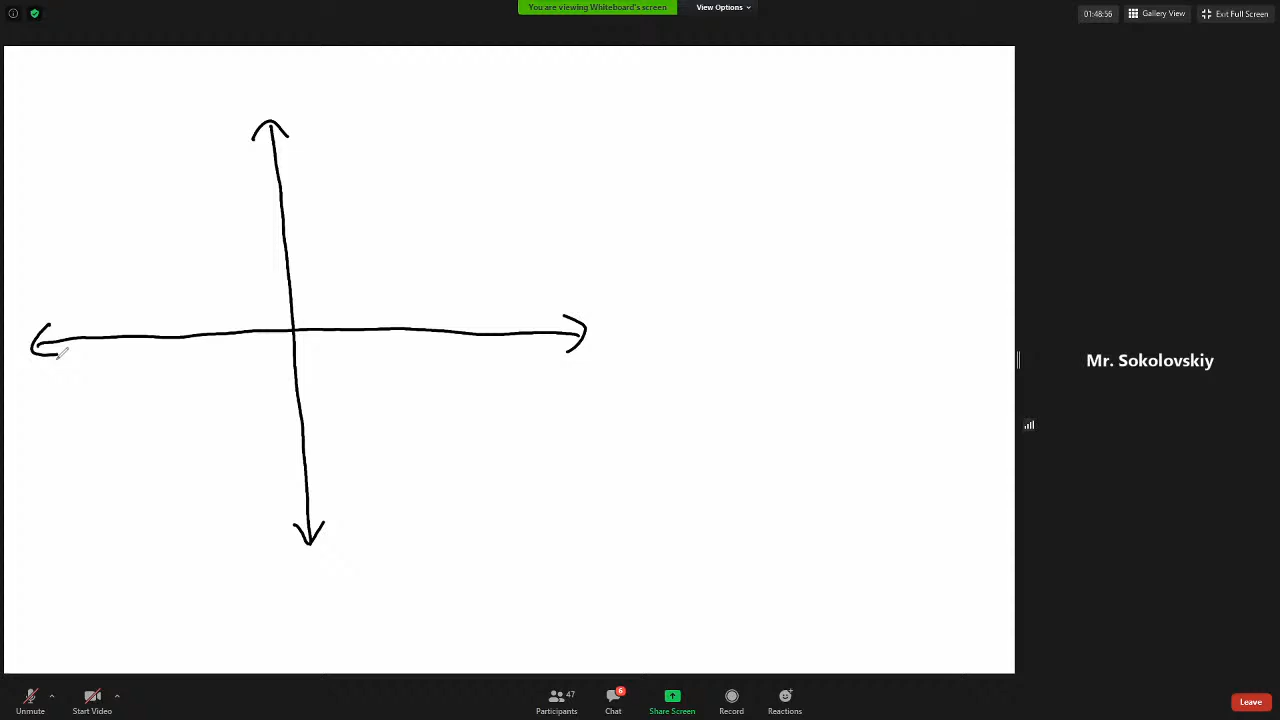 You are viewing Whiteboard's screen
View Options
01:48:56
Gallery View
Exit Full Screen
Mr. Sokolovskiy
Unmute
Start Video
47
Participants
6
Chat
Share Screen
Record
Reactions
Leave